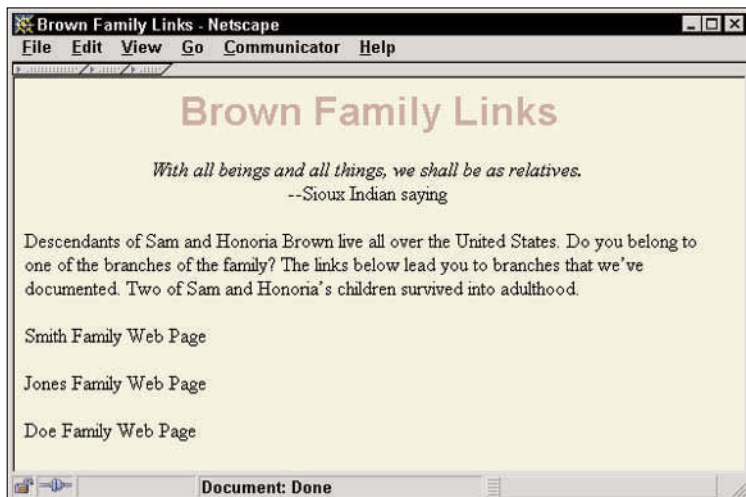 Brown Family Links - Netscape
File Edit View Go Communicator Help
Brown Family Links
With all beings and all things, we shall be as relatives.
--Sioux Indian saying
Descendants of Sam and Honoria Brown live all over the United States. Do you belong to
one of the branches of the family? The links below lead you to branches that we've
documented. Two of Sam and Honoria's children survived into adulthood.
Smith Family Web Page
Jones Family Web Page
Doe Family Web Page
Document: Done